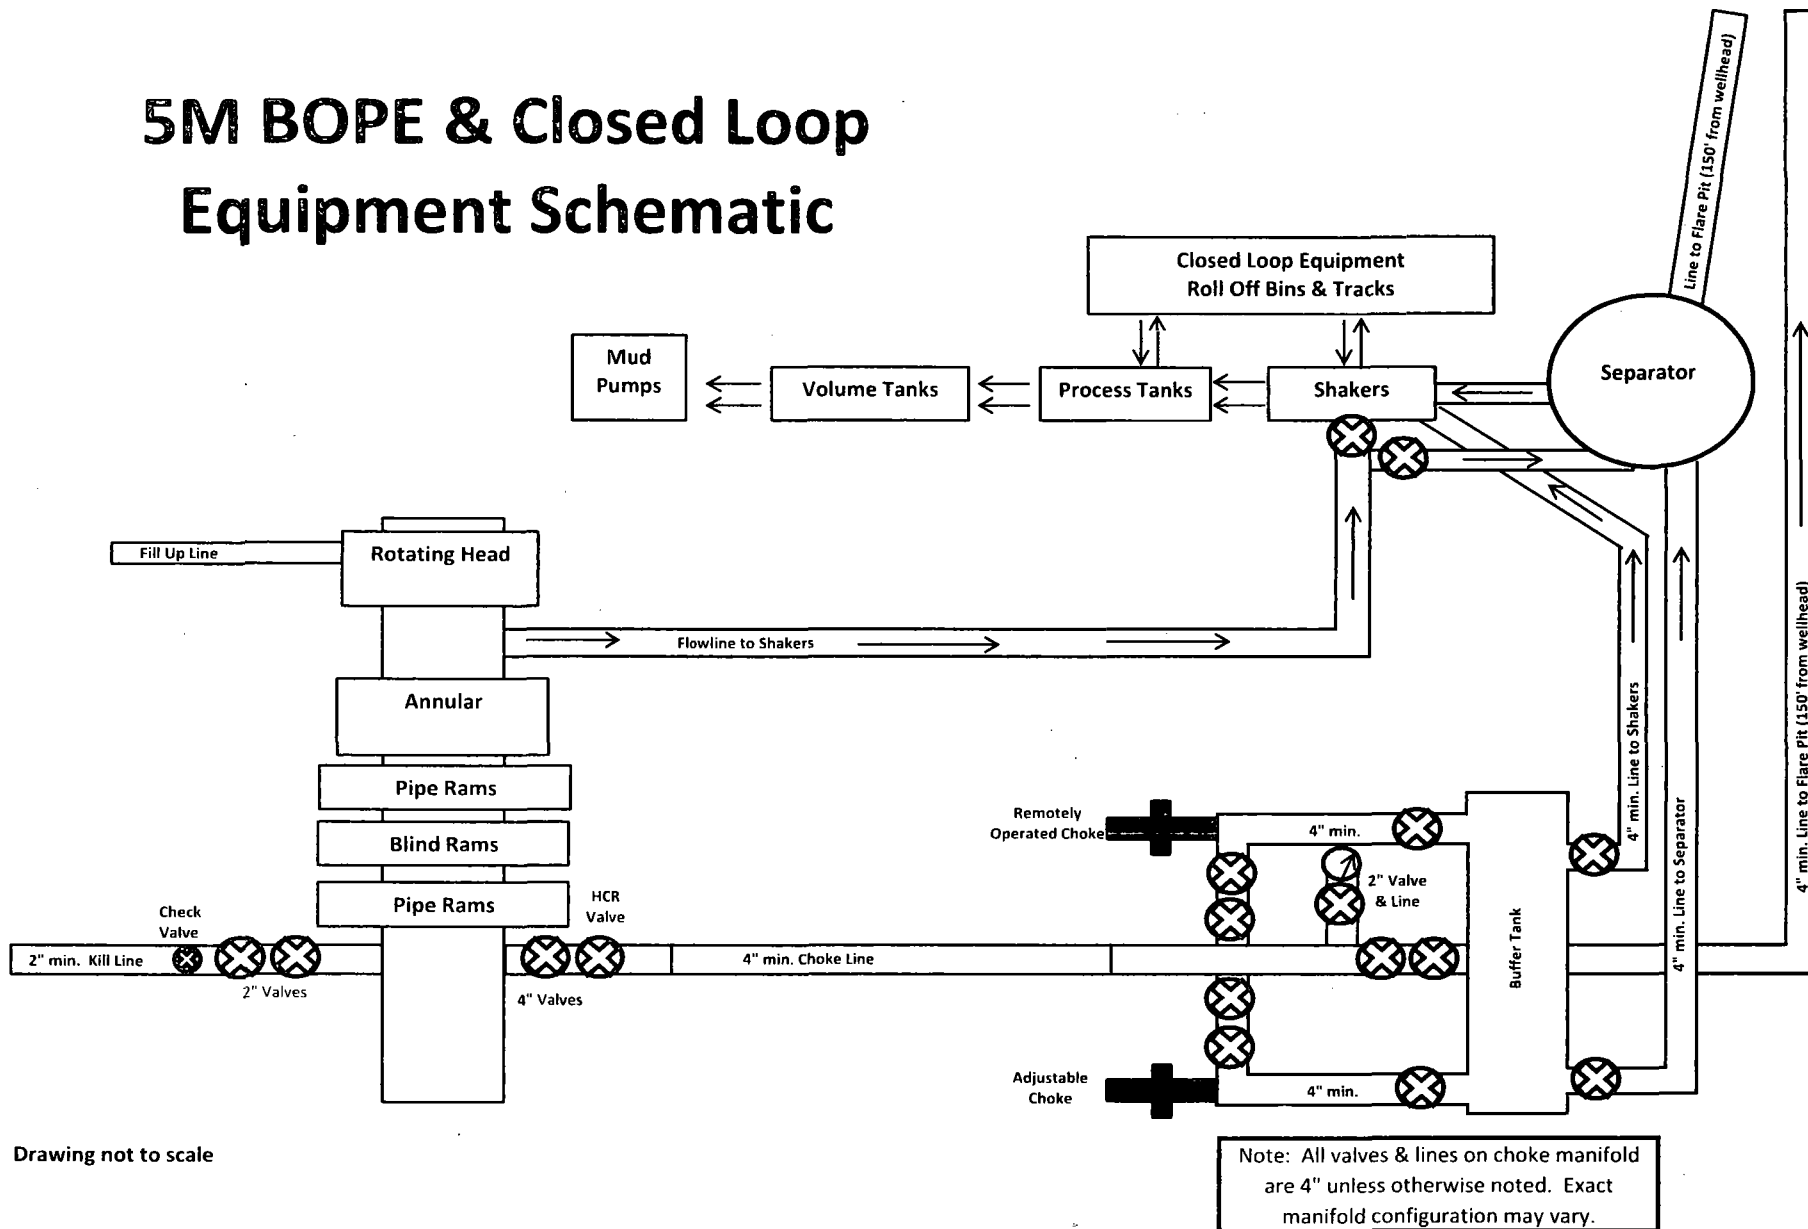 5M BOPE & Closed Loop
Equipment Schematic
Line to Flare Pit (150' from wellhead)
Closed Loop Equipment
Roll Off Bins & Tracks
Mud
Pumps
Volume Tanks
Process Tanks
Shakers
Separator
Fill Up Line
Rotating Head
Flowline to Shakers
Annular
Pipe Rams
Blind Rams
Pipe Rams
Check
Valve
HCR
Valve
2" min. Kill Line
2" Valves
4" Valves
4" min. Choke Line
Remotely
Operated Choke
4" min.
2" Valve
& Line
Adjustable
Choke
4" min.
Buffer Tank
4" min. Line to Shakers
4" min. Line to Separator
4" min. Line to Flare Pit (150' from wellhead)
Drawing not to scale
Note: All valves & lines on choke manifold
are 4" unless otherwise noted. Exact
manifold configuration may vary.